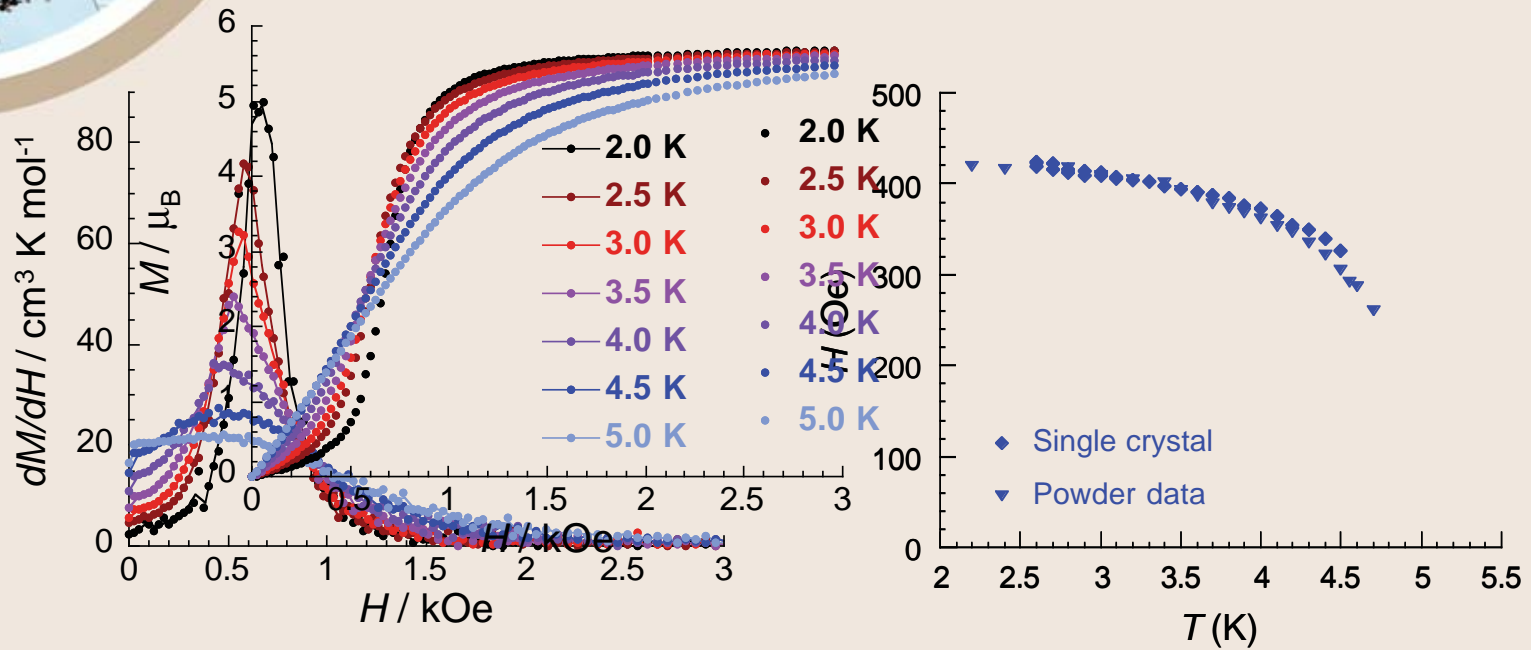 dM/dH / cm³ K mol⁻¹
80
60
40
20
0
0 0.5 1 1.5 2 2.5 3
H / kOe
M / μB
6
5
4
3
2
1
0
0 0.5 1 1.5 2 2.5 3
H / kOe
2.0 K
2.5 K
3.0 K
3.5 K
4.0 K
4.5 K
5.0 K
2.0 K
2.5 K
3.0 K
3.5 K
4.0 K
4.5 K
5.0 K
H (Oe)
500
400
300
200
100
0
Single crystal
Powder data
2 2.5 3 3.5 4 4.5 5 5.5
T (K)